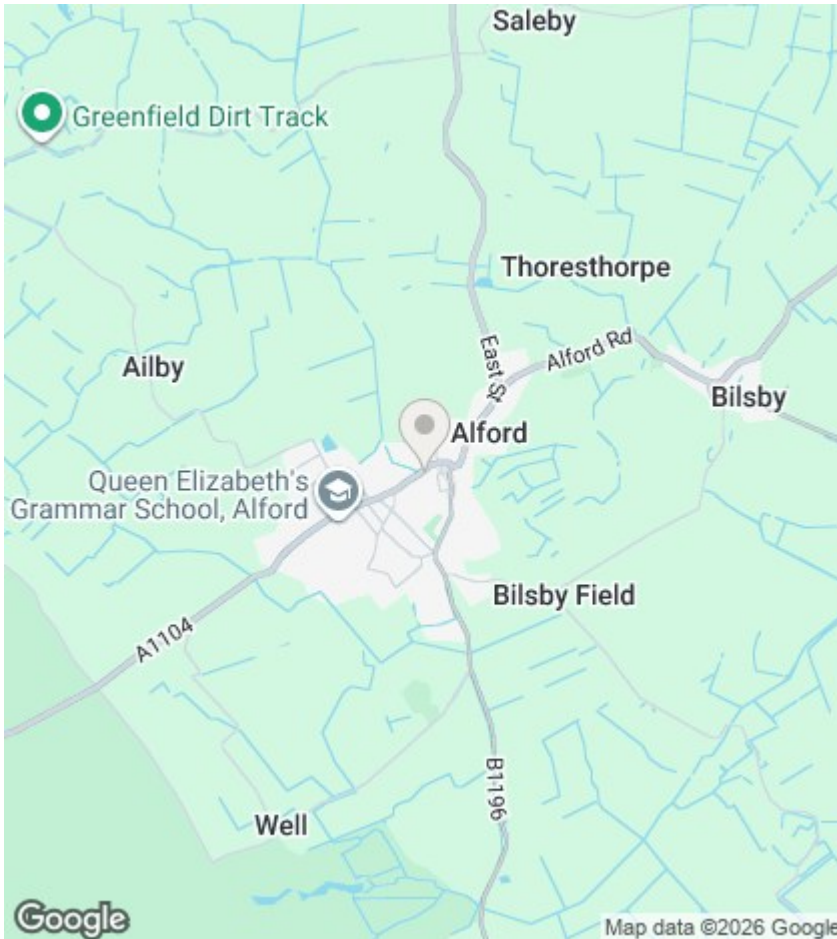 Saleby
Greenfield Dirt Track
Thoresthorpe
East St
Alford Rd
Ailby
Bilsby
Alford
Queen Elizabeth's
Grammar School, Alford
Bilsby Field
A1104
B1196
Well
Google
Map data ©2026 Google